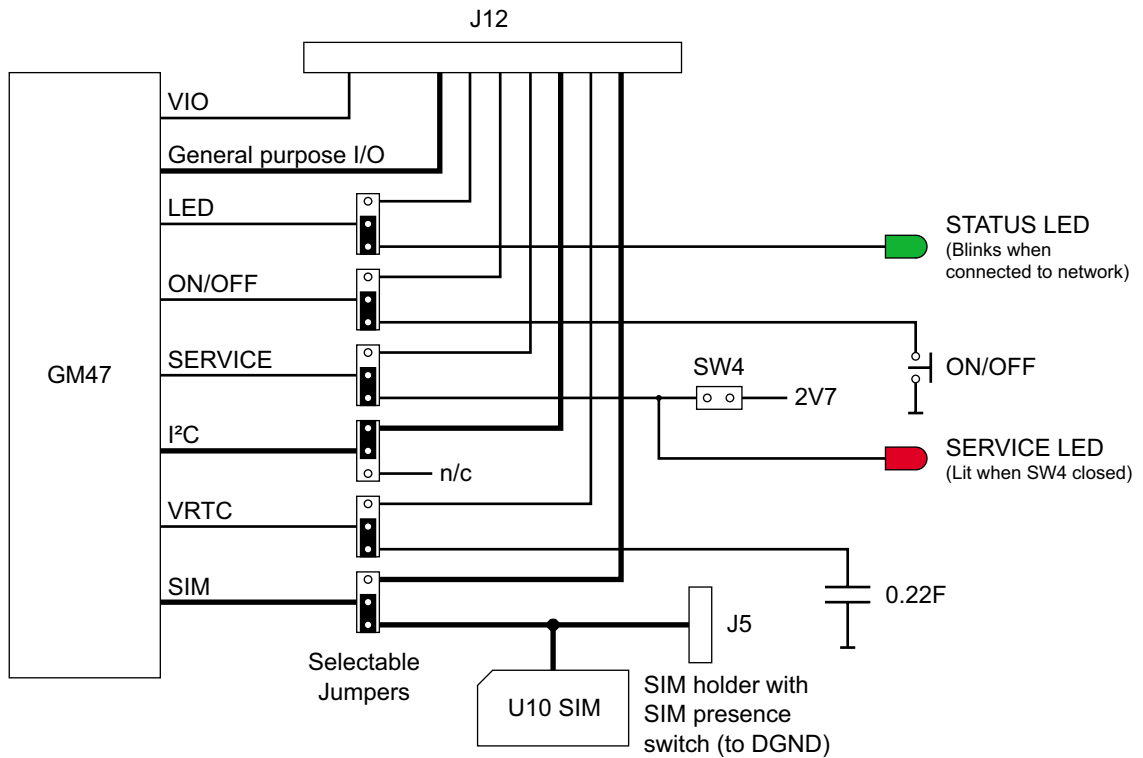 J12
VIO
General purpose I/O
LED
STATUS LED
(Blinks when
connected to network)
ON/OFF
ON/OFF
SERVICE
SW4
GM47
2V7
I²C
n/c
SERVICE LED
(Lit when SW4 closed)
VRTC
SIM
0.22F
J5
Selectable
Jumpers
U10 SIM
SIM holder with
SIM presence
switch (to DGND)